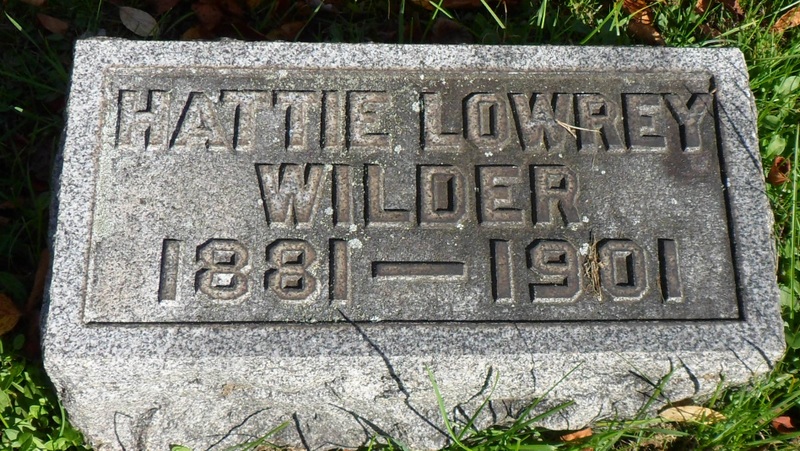 HATTIE LOWREY
WILDER
1881 — 1901